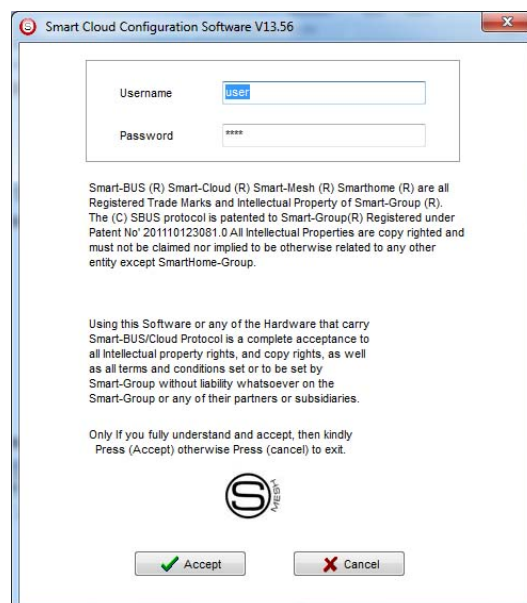 Smart Cloud Configuration Software V13.56
Username user
Password ****
Smart-BUS (R) Smart-Cloud (R) Smart-Mesh (R) Smarthome (R) are all
Registered Trade Marks and Intellectual Property of Smart-Group (R).
The (C) SBUS protocol is patented to Smart-Group(R) Registered under
Patent No' 201110123081.0 All Intellectual Properties are copy righted and
must not be claimed nor implied to be otherwise related to any other
entity except SmartHome-Group.
Using this Software or any of the Hardware that carry
Smart-BUS/Cloud Protocol is a complete acceptance to
all Intellectual property rights, and copy rights, as well
as all terms and conditions set or to be set by
Smart-Group without liability whatsoever on the
Smart-Group or any of their partners or subsidiaries.
Only If you fully understand and accept, then kindly
Press (Accept) otherwise Press (cancel) to exit.
S MESH
Accept Cancel